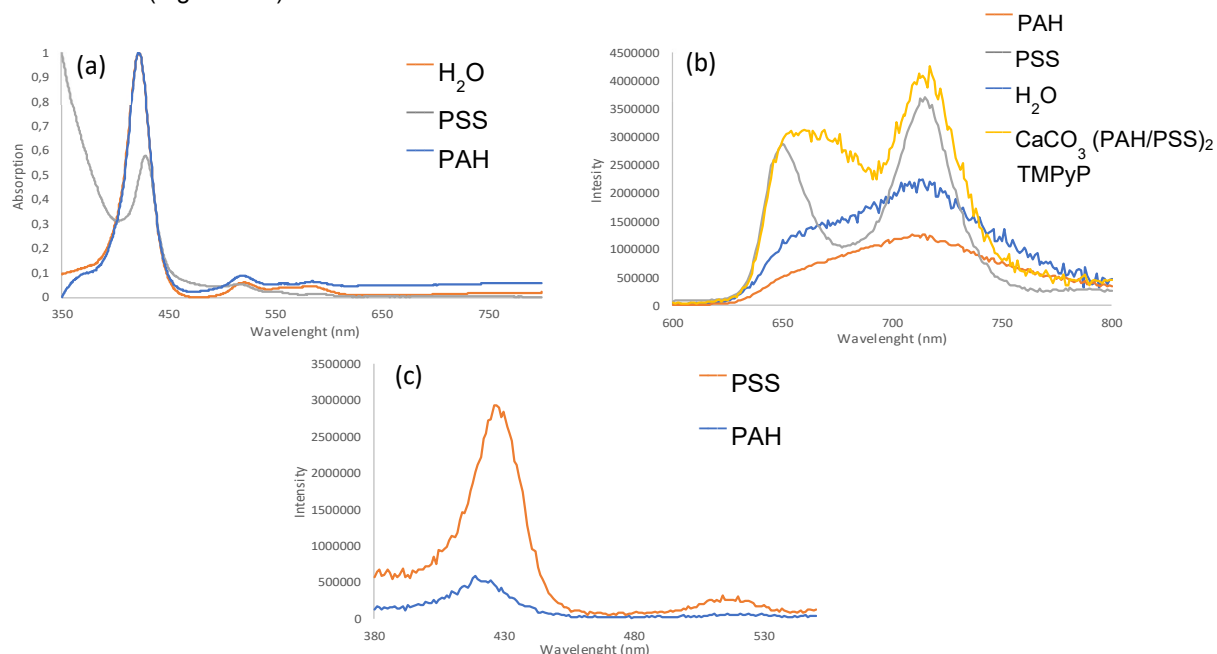 (a)
H2O
PSS
PAH
1
0,9
0,8
0,7
0,6
0,5
0,4
0,3
0,2
0,1
0
Absorption
350 450 550 650 750
Wavelenght (nm)
(b)
PAH
PSS
H2O
CaCO3 (PAH/PSS)2
TMPyP
4500000
4000000
3500000
3000000
2500000
2000000
1500000
1000000
500000
0
Intesity
600 650 700 750 800
Wavelenght (nm)
(c)
PSS
PAH
3500000
3000000
2500000
2000000
1500000
1000000
500000
0
Intensity
380 430 480 530
Wavelenght (nm)